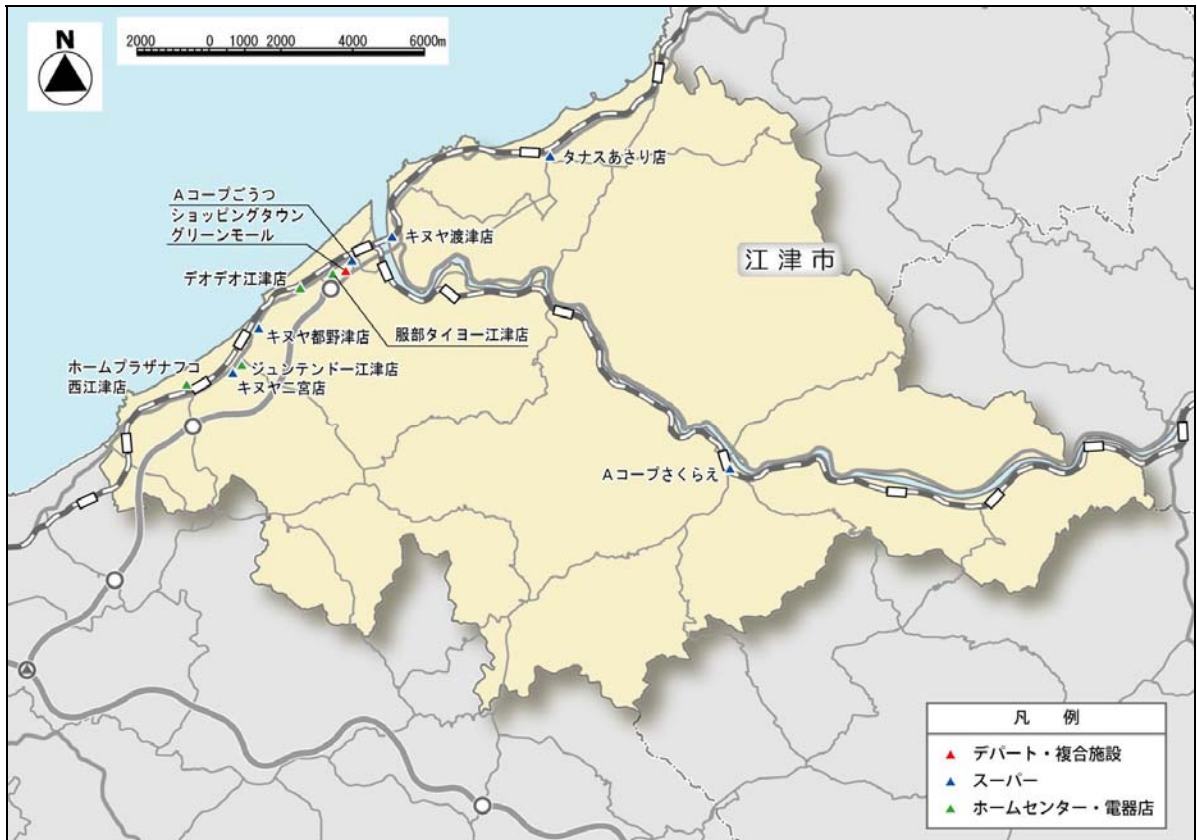 N
2000 0 1000 2000 4000 6000m
タナスあさり店
Aコープごうつ
ショッピングタウン
グリーンモール
キヌヤ渡津店
江津市
デオデオ江津店
キヌヤ都野津店
服部タイヨー江津店
ホームプラザナフコ
西江津店
ジュンテンドー江津店
キヌヤ二宮店
Aコープさくらえ
凡 例
デパート・複合施設
スーパー
ホームセンター・電器店